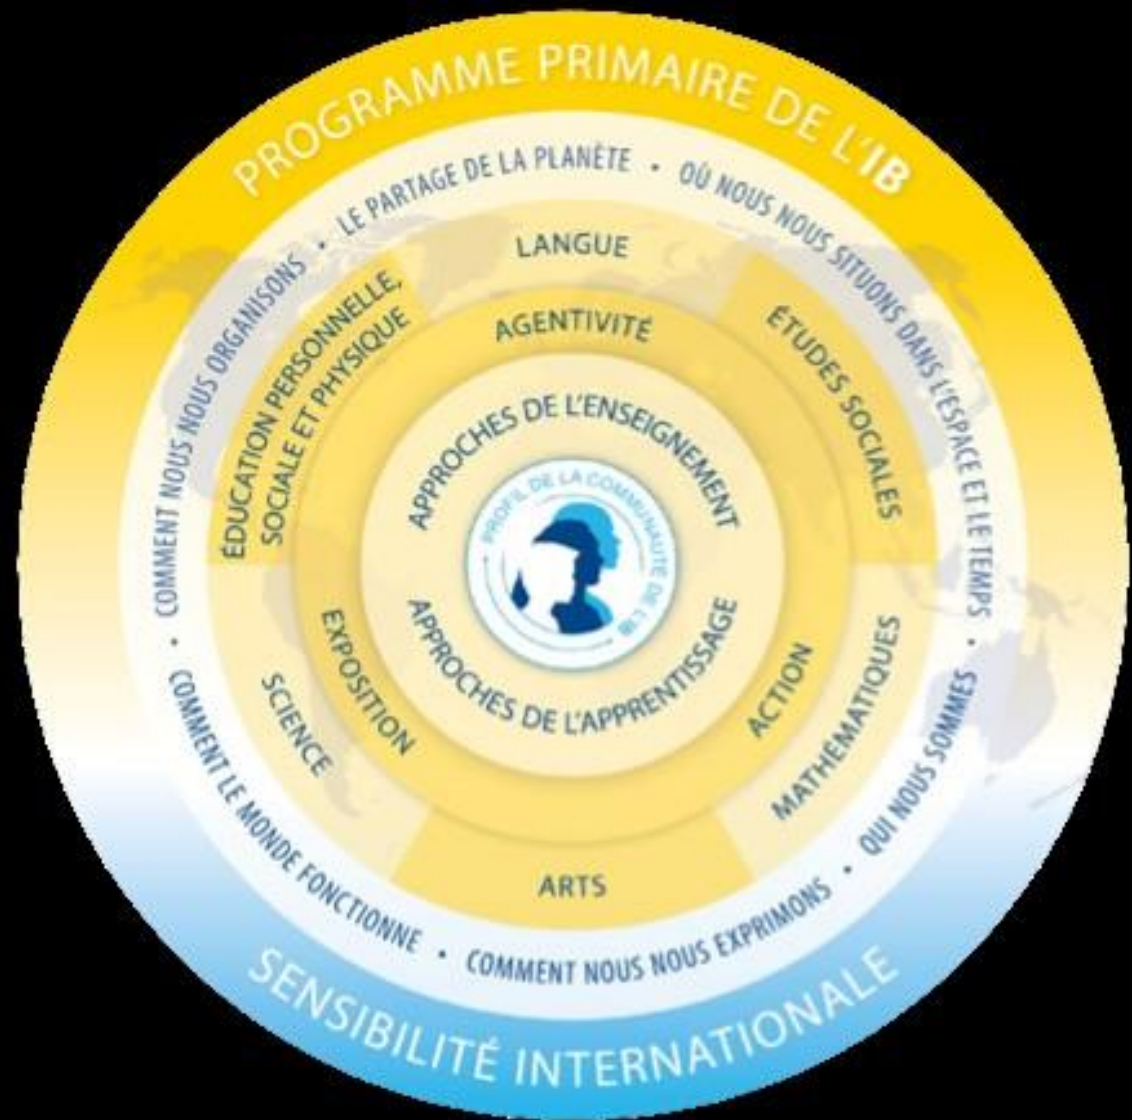 PROGRAMME PRIMAIRE DE L'IB
COMMENT NOUS NOUS ORGANISONS • LE PARTAGE DE LA PLANÈTE • OÙ NOUS NOUS SITUONS DANS L'ESPACE ET LE TEMPS •
LANGUE
ÉDUCATION PERSONNELLE,
SOCIALE ET PHYSIQUE
ÉTUDES SOCIALES
AGENTIVITÉ
APPROCHES DE L'ENSEIGNEMENT
PROFIL DE LA COMMUNAUTÉ DE L'IB
APPROCHES DE L'APPRENTISSAGE
EXPOSITION
ACTION
SCIENCE
MATHÉMATIQUES
ARTS
• COMMENT LE MONDE FONCTIONNE • COMMENT NOUS NOUS EXPRIMONS • QUI NOUS SOMMES
SENSIBILITÉ INTERNATIONALE